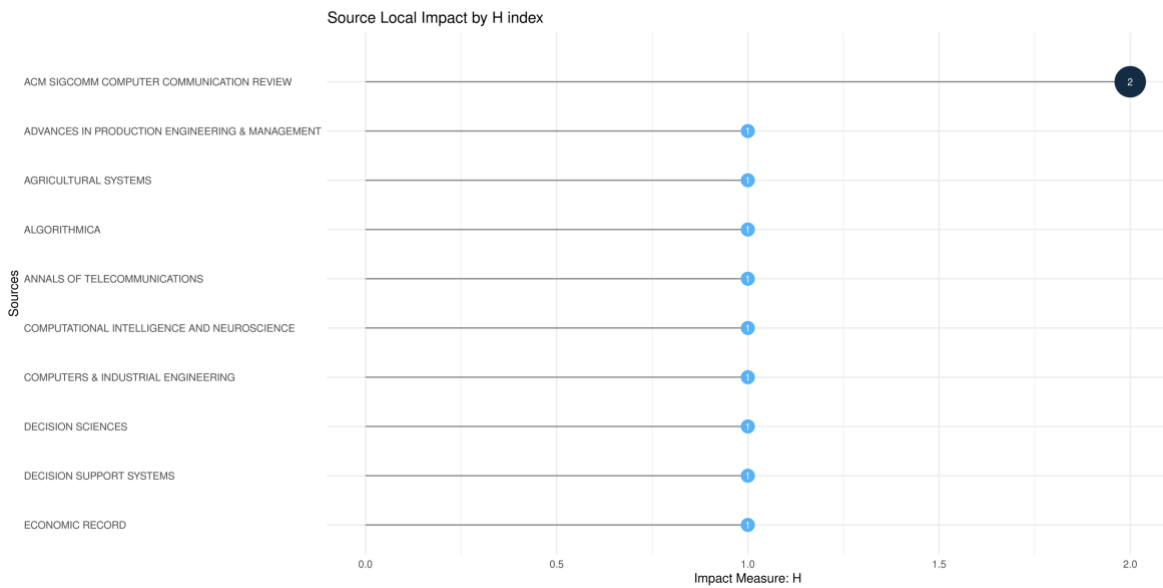 Source Local Impact by H index
ACM SIGCOMM COMPUTER COMMUNICATION REVIEW
2
ADVANCES IN PRODUCTION ENGINEERING & MANAGEMENT
1
AGRICULTURAL SYSTEMS
1
ALGORITHMICA
1
ANNALS OF TELECOMMUNICATIONS
1
COMPUTATIONAL INTELLIGENCE AND NEUROSCIENCE
1
COMPUTERS & INDUSTRIAL ENGINEERING
1
DECISION SCIENCES
1
DECISION SUPPORT SYSTEMS
1
ECONOMIC RECORD
1
Sources
0.0 0.5 1.0 1.5 2.0
Impact Measure: H